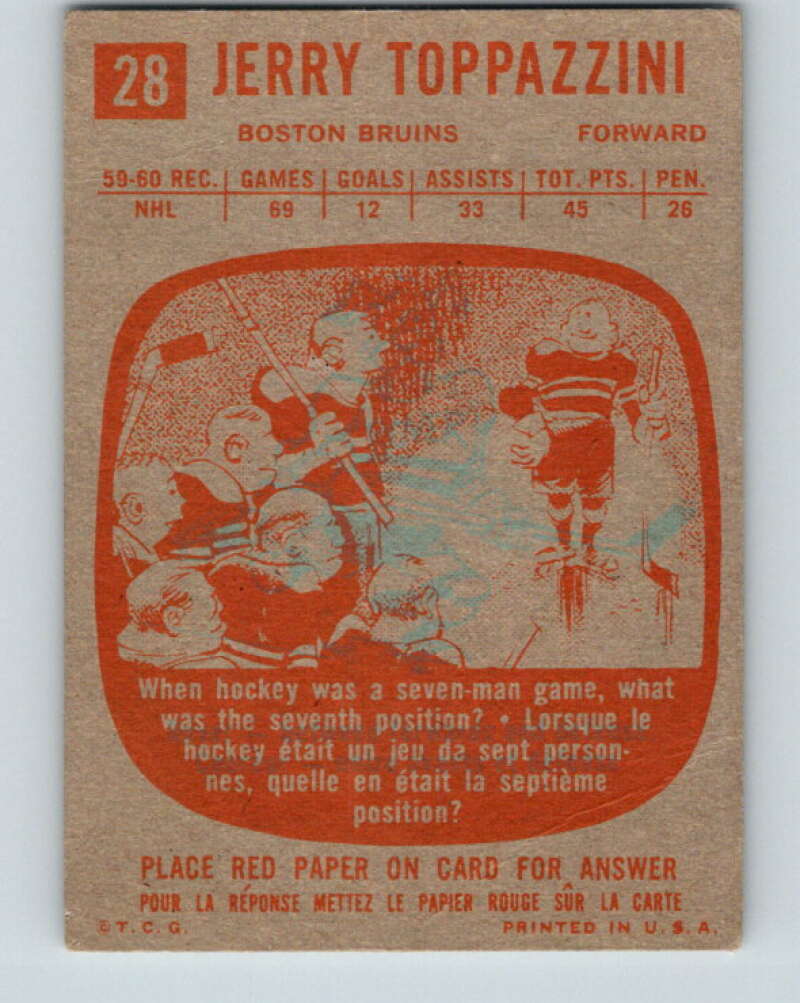 28 JERRY TOPPAZZINI
BOSTON BRUINS FORWARD
59-60 REC. GAMES GOALS ASSISTS TOT. PTS. PEN.
NHL 69 12 33 45 26
When hockey was a seven-man game, what
was the seventh position? • Lorsque le
hockey était un jeu de sept person-
nes, quelle en était la septième
position?
PLACE RED PAPER ON CARD FOR ANSWER
POUR LA RÉPONSE METTEZ LE PAPIER ROUGE SÛR LA CARTE
© T. C. G. PRINTED IN U. S. A.